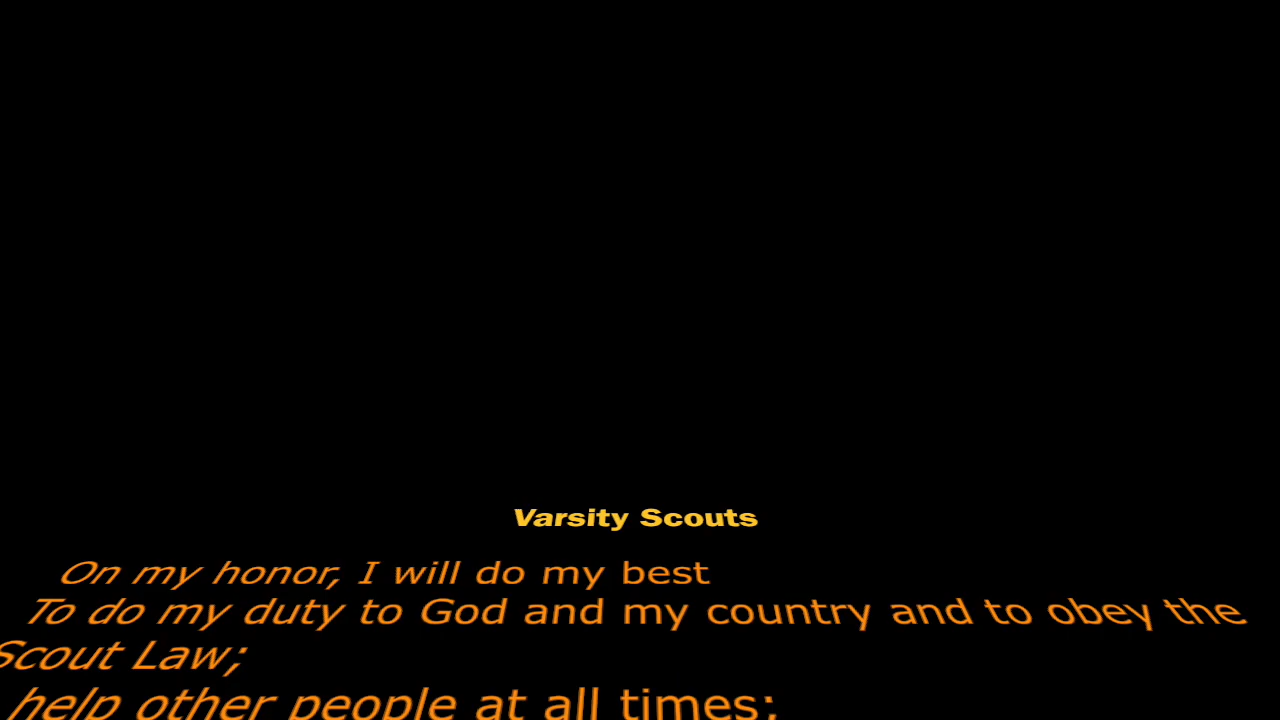 Varsity Scouts
On my honor, I will do my best
To do my duty to God and my country and to obey the
Scout Law;
help other people at all times;